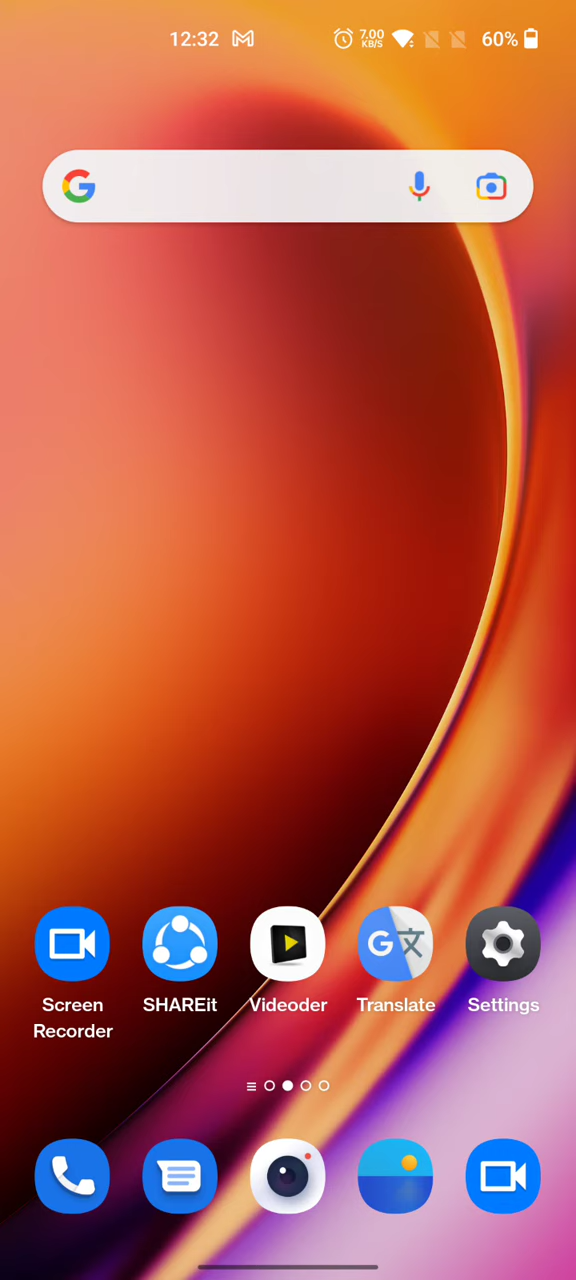 12:32 7.00 KB/S 60%
Screen Recorder
SHAREit
Videoder
Translate
Settings